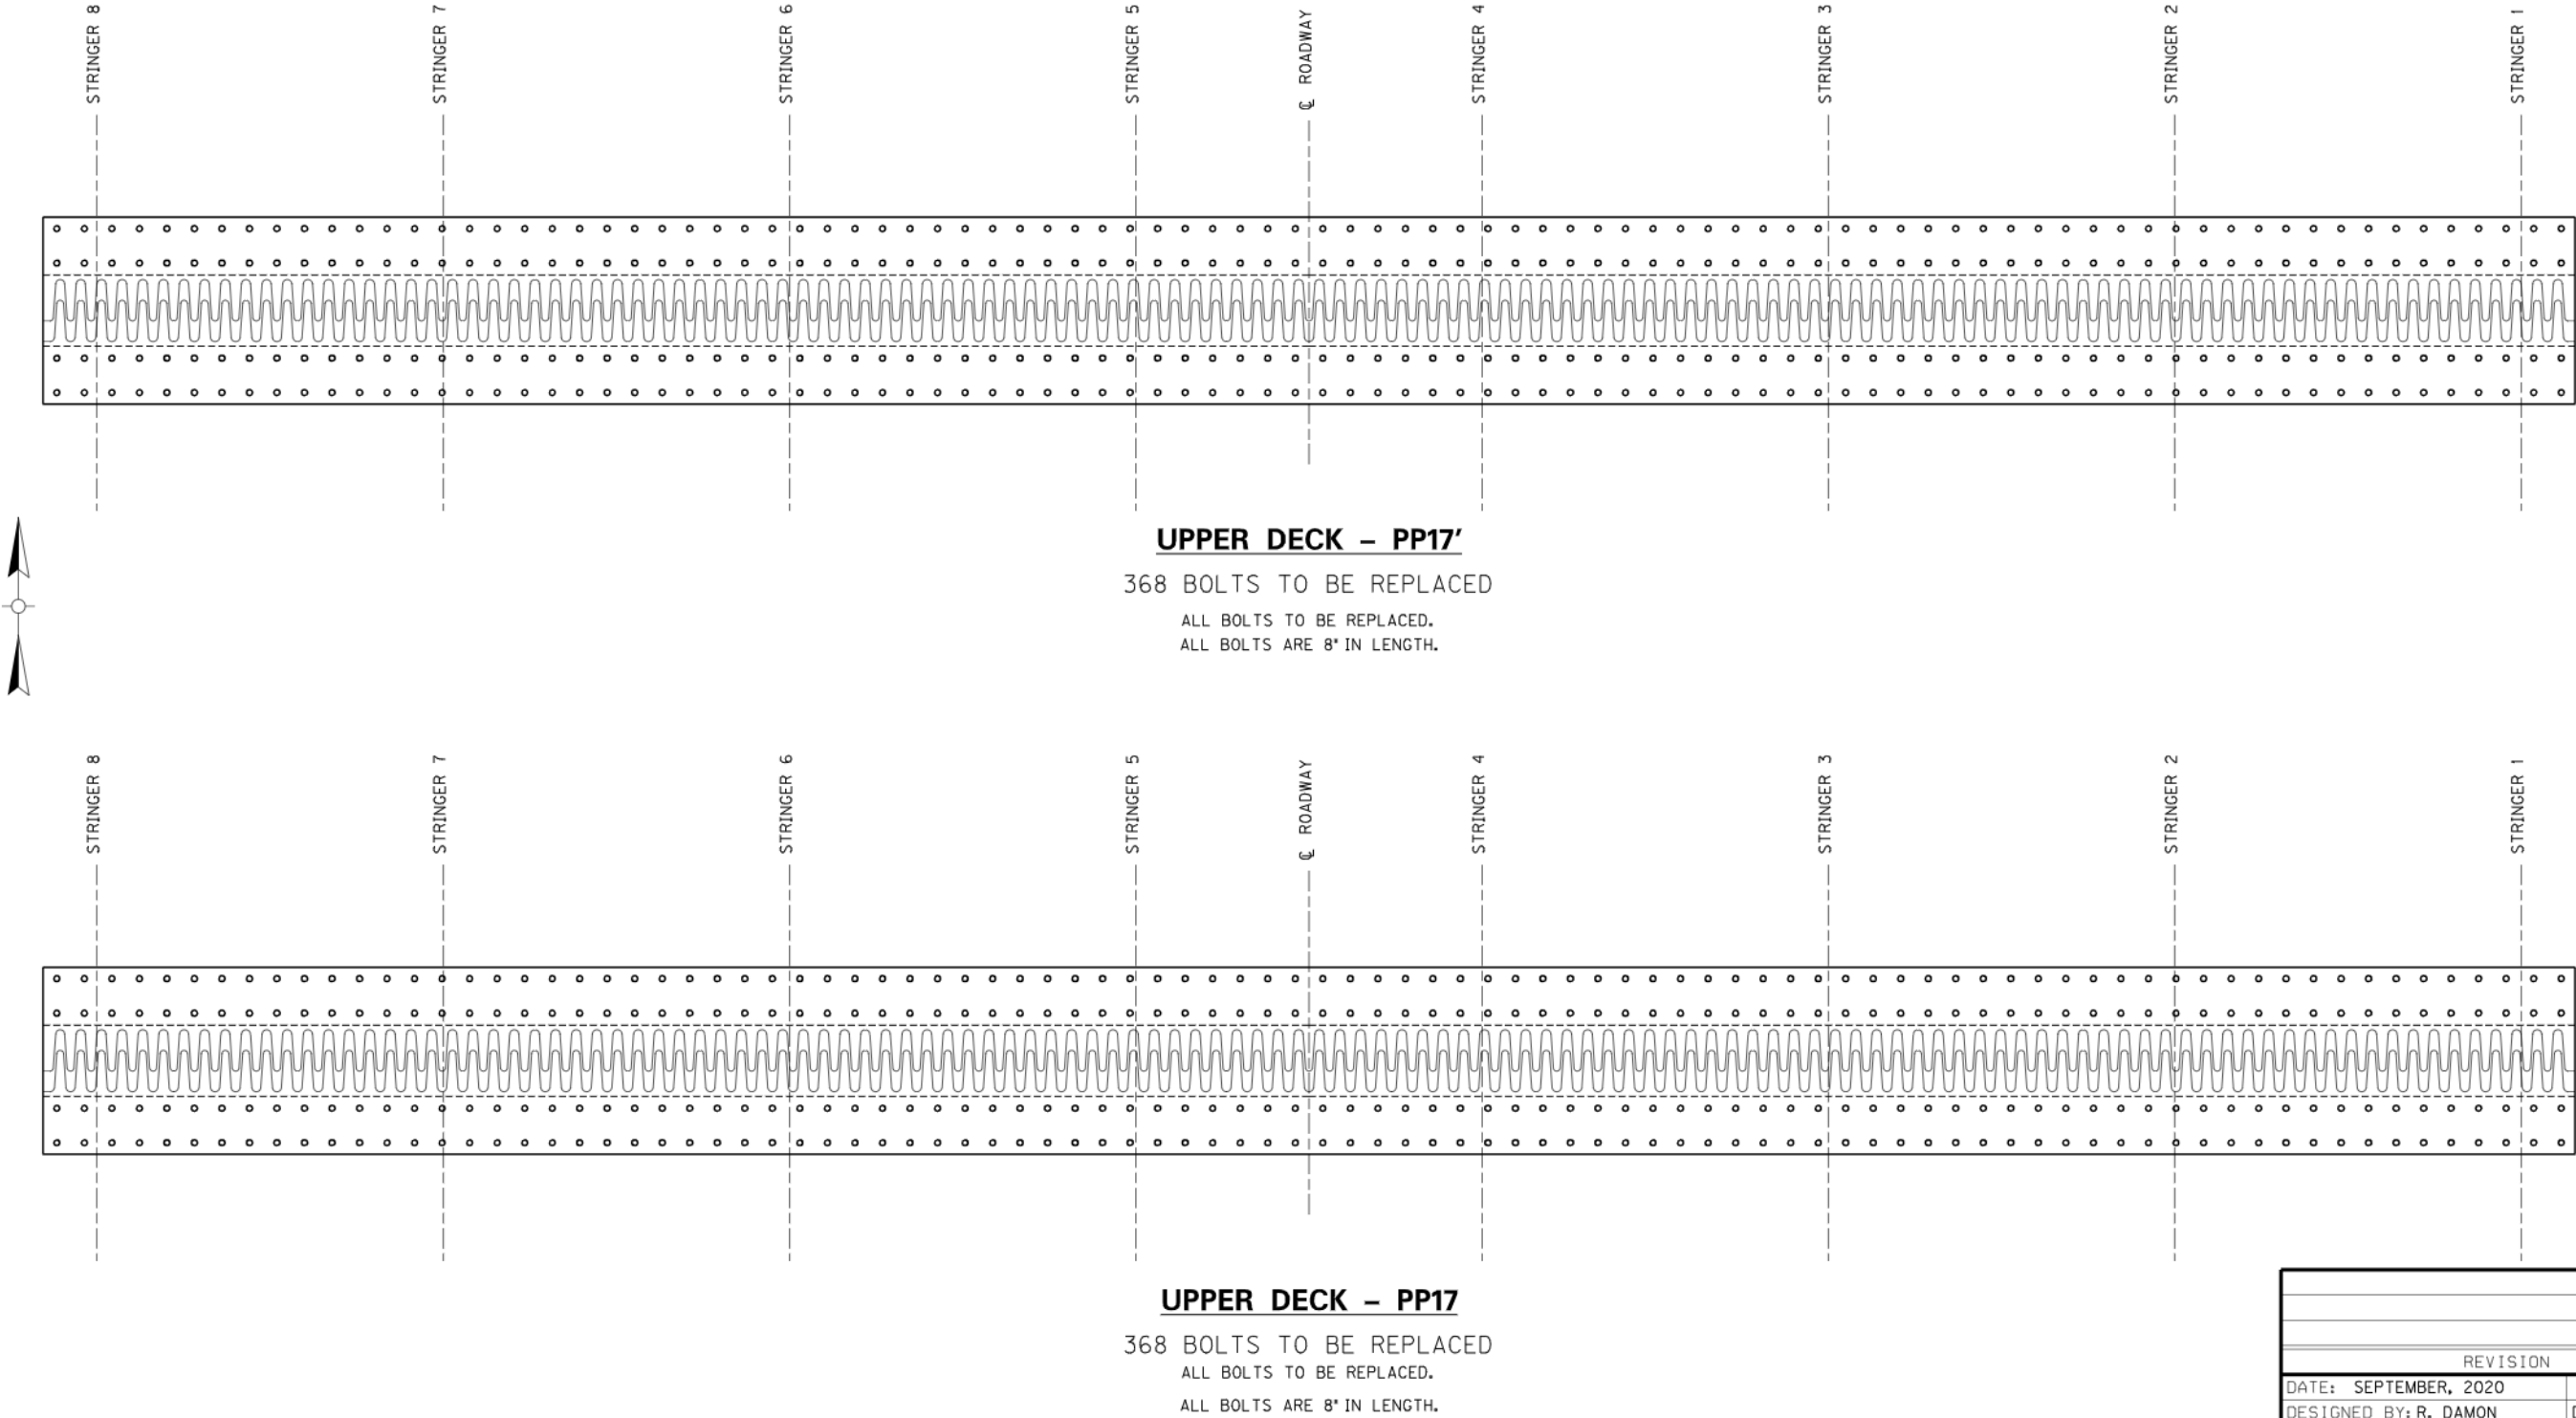 STRINGER 8
STRINGER 7
STRINGER 6
STRINGER 5
℄ ROADWAY
STRINGER 4
STRINGER 3
STRINGER 2
STRINGER 1
UPPER DECK – PP17'
368 BOLTS TO BE REPLACED
ALL BOLTS TO BE REPLACED.
ALL BOLTS ARE 8" IN LENGTH.
STRINGER 8
STRINGER 7
STRINGER 6
STRINGER 5
℄ ROADWAY
STRINGER 4
STRINGER 3
STRINGER 2
STRINGER 1
UPPER DECK – PP17
368 BOLTS TO BE REPLACED
ALL BOLTS TO BE REPLACED.
ALL BOLTS ARE 8" IN LENGTH.
REVISION
DATE: SEPTEMBER, 2020
DESIGNED BY: R. DAMON